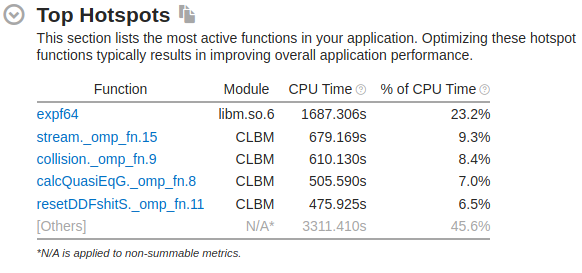 Top Hotspots
This section lists the most active functions in your application. Optimizing these hotspot
functions typically results in improving overall application performance.
Function Module CPU Time % of CPU Time
expf64 libm.so.6 1687.306s 23.2%
stream._omp_fn.15 CLBM 679.169s 9.3%
collision._omp_fn.9 CLBM 610.130s 8.4%
calcQuasiEqG._omp_fn.8 CLBM 505.590s 7.0%
resetDDFshitS._omp_fn.11 CLBM 475.925s 6.5%
[Others] N/A* 3311.410s 45.6%
*N/A is applied to non-summable metrics.